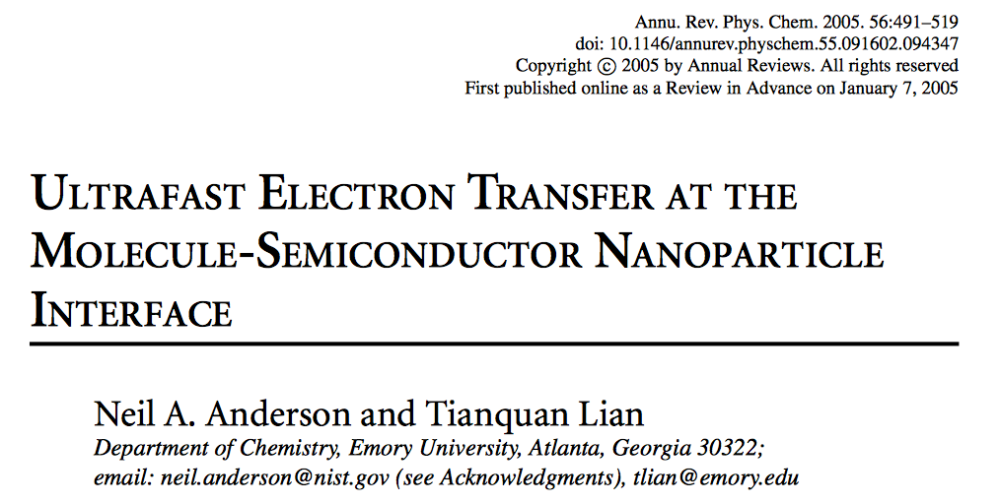 Annu. Rev. Phys. Chem. 2005. 56:491–519
doi: 10.1146/annurev.physchem.55.091602.094347
Copyright © 2005 by Annual Reviews. All rights reserved
First published online as a Review in Advance on January 7, 2005
ULTRAFAST ELECTRON TRANSFER AT THE
MOLECULE-SEMICONDUCTOR NANOPARTICLE
INTERFACE
Neil A. Anderson and Tianquan Lian
Department of Chemistry, Emory University, Atlanta, Georgia 30322;
email: neil.anderson@nist.gov (see Acknowledgments), tlian@emory.edu